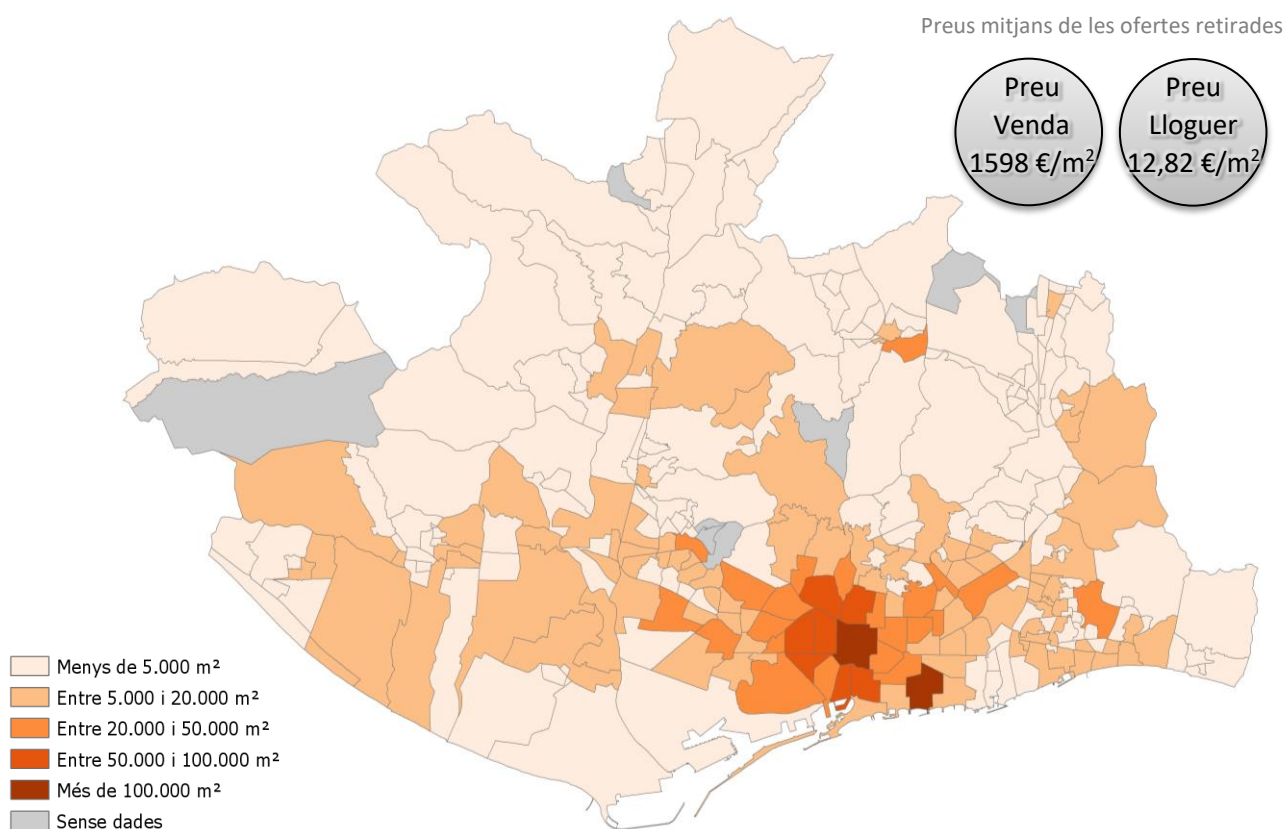 Preus mitjans de les ofertes retirades
Preu
Venda
1598 €/m²
Preu
Lloguer
12,82 €/m²
Menys de 5.000 m²
Entre 5.000 i 20.000 m²
Entre 20.000 i 50.000 m²
Entre 50.000 i 100.000 m²
Més de 100.000 m²
Sense dades